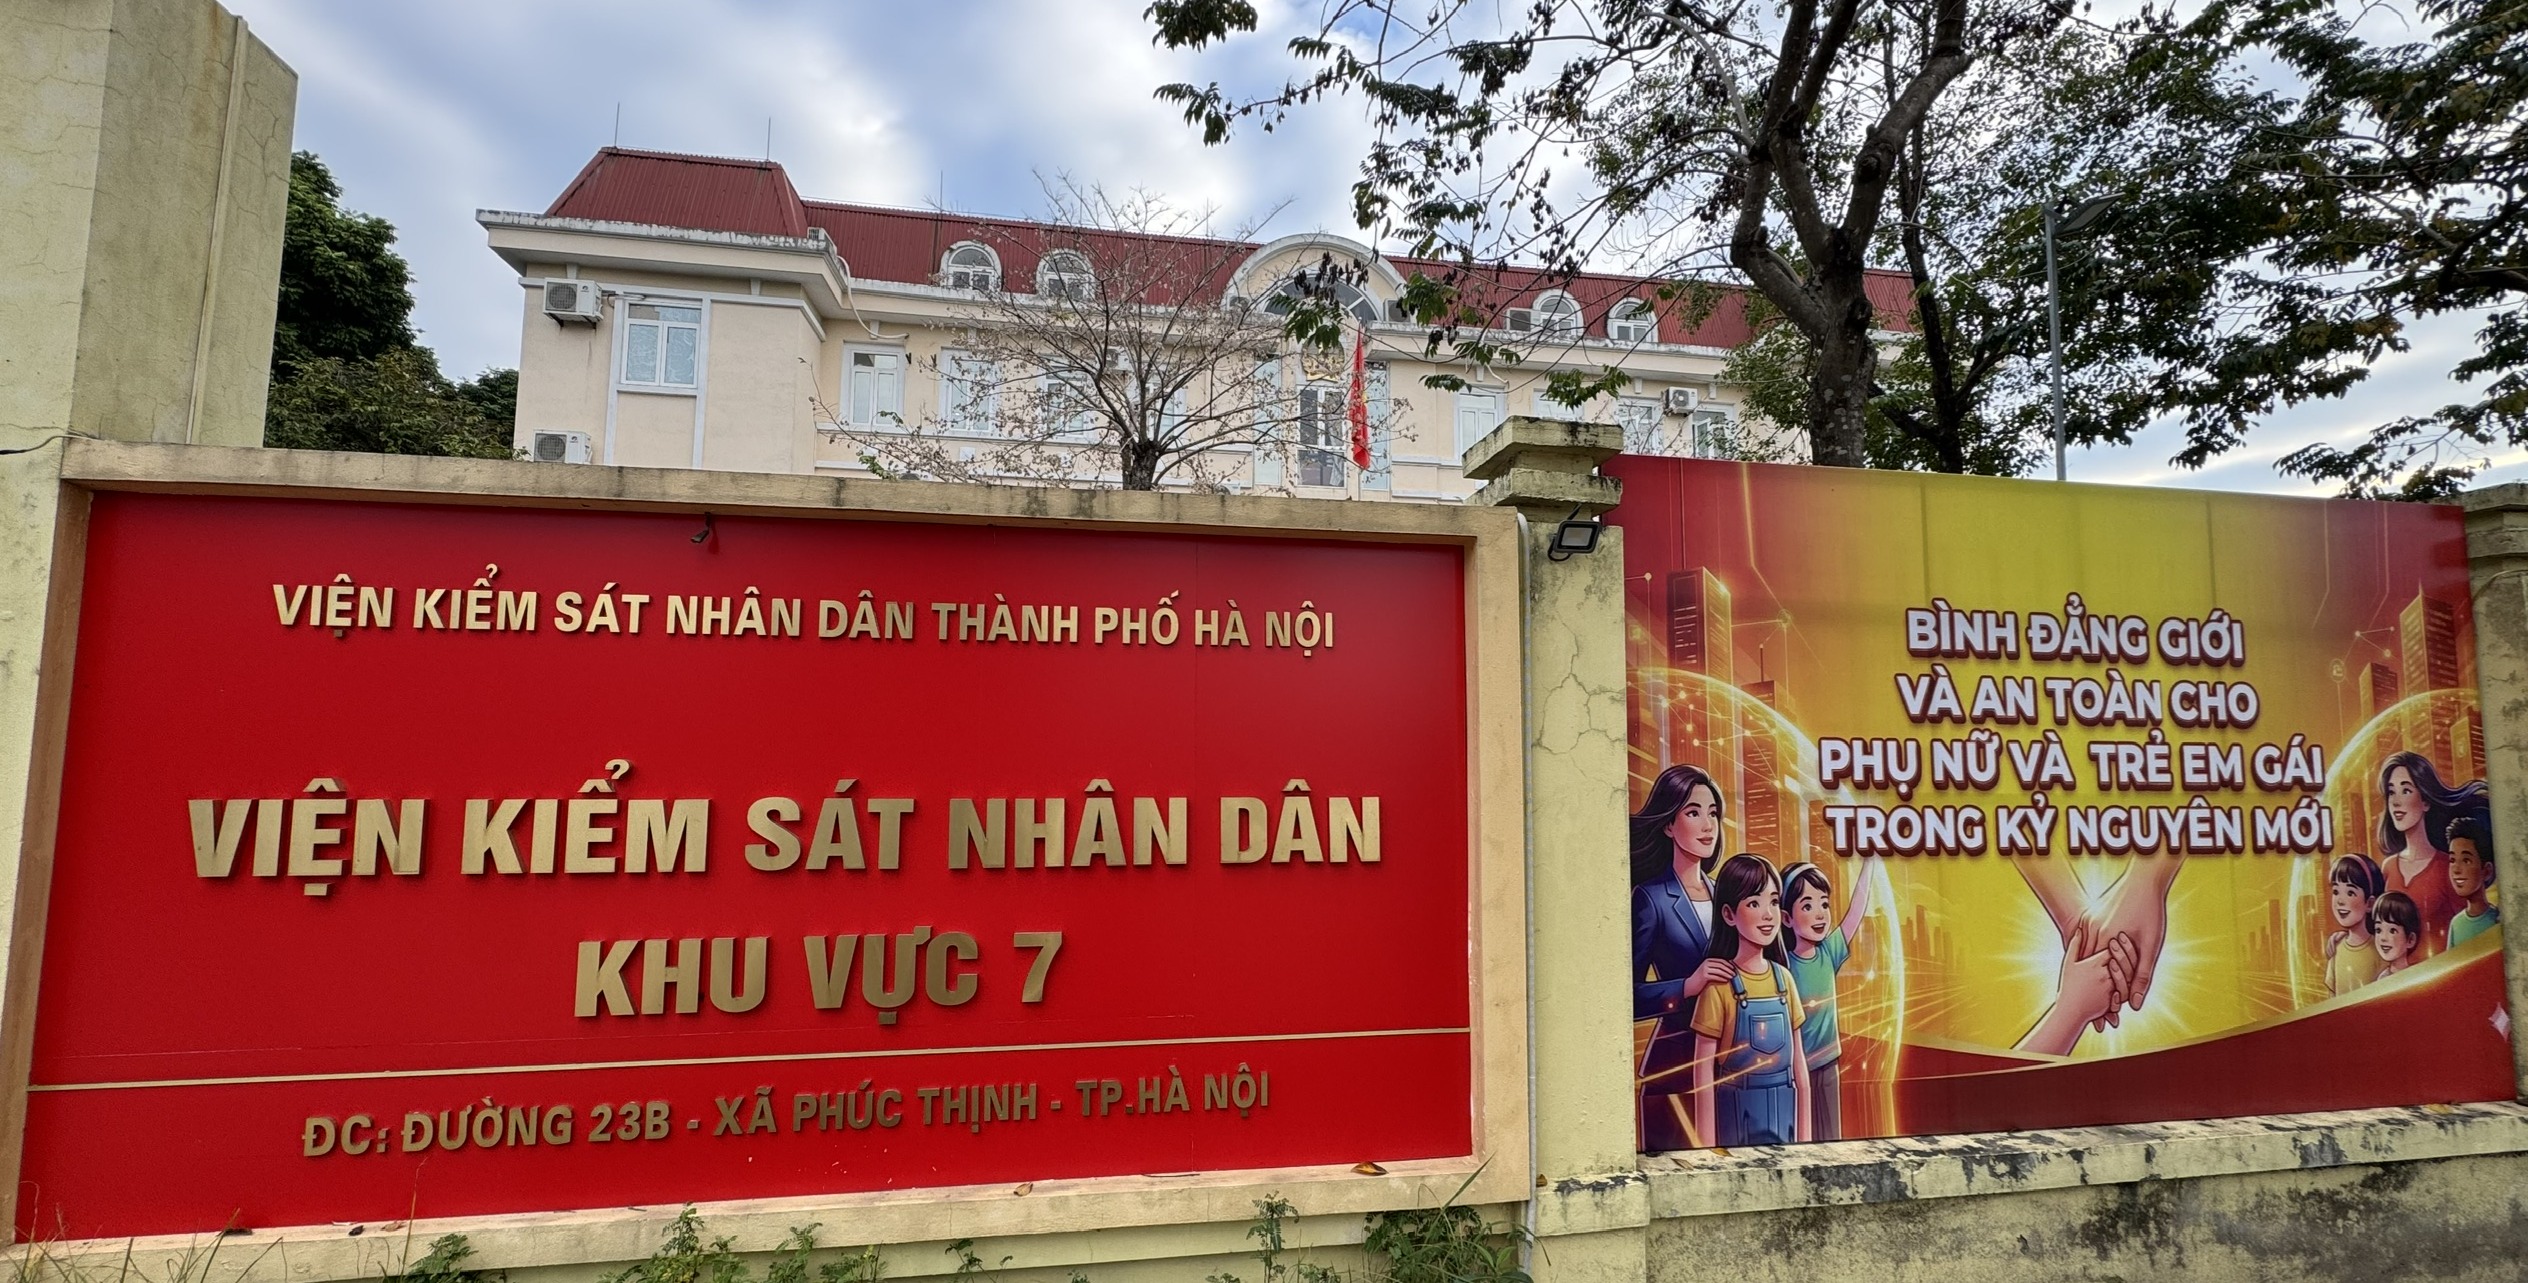 VIỆN KIỂM SÁT NHÂN DÂN THÀNH PHỐ HÀ NỘI
VIỆN KIỂM SÁT NHÂN DÂN
KHU VỰC 7
ĐC: ĐƯỜNG 23B - XÃ PHÚC THỊNH - TP.HÀ NỘI
BÌNH ĐẲNG GIỚI
VÀ AN TOÀN CHO
PHỤ NỮ VÀ TRẺ EM GÁI
TRONG KỶ NGUYÊN MỚI